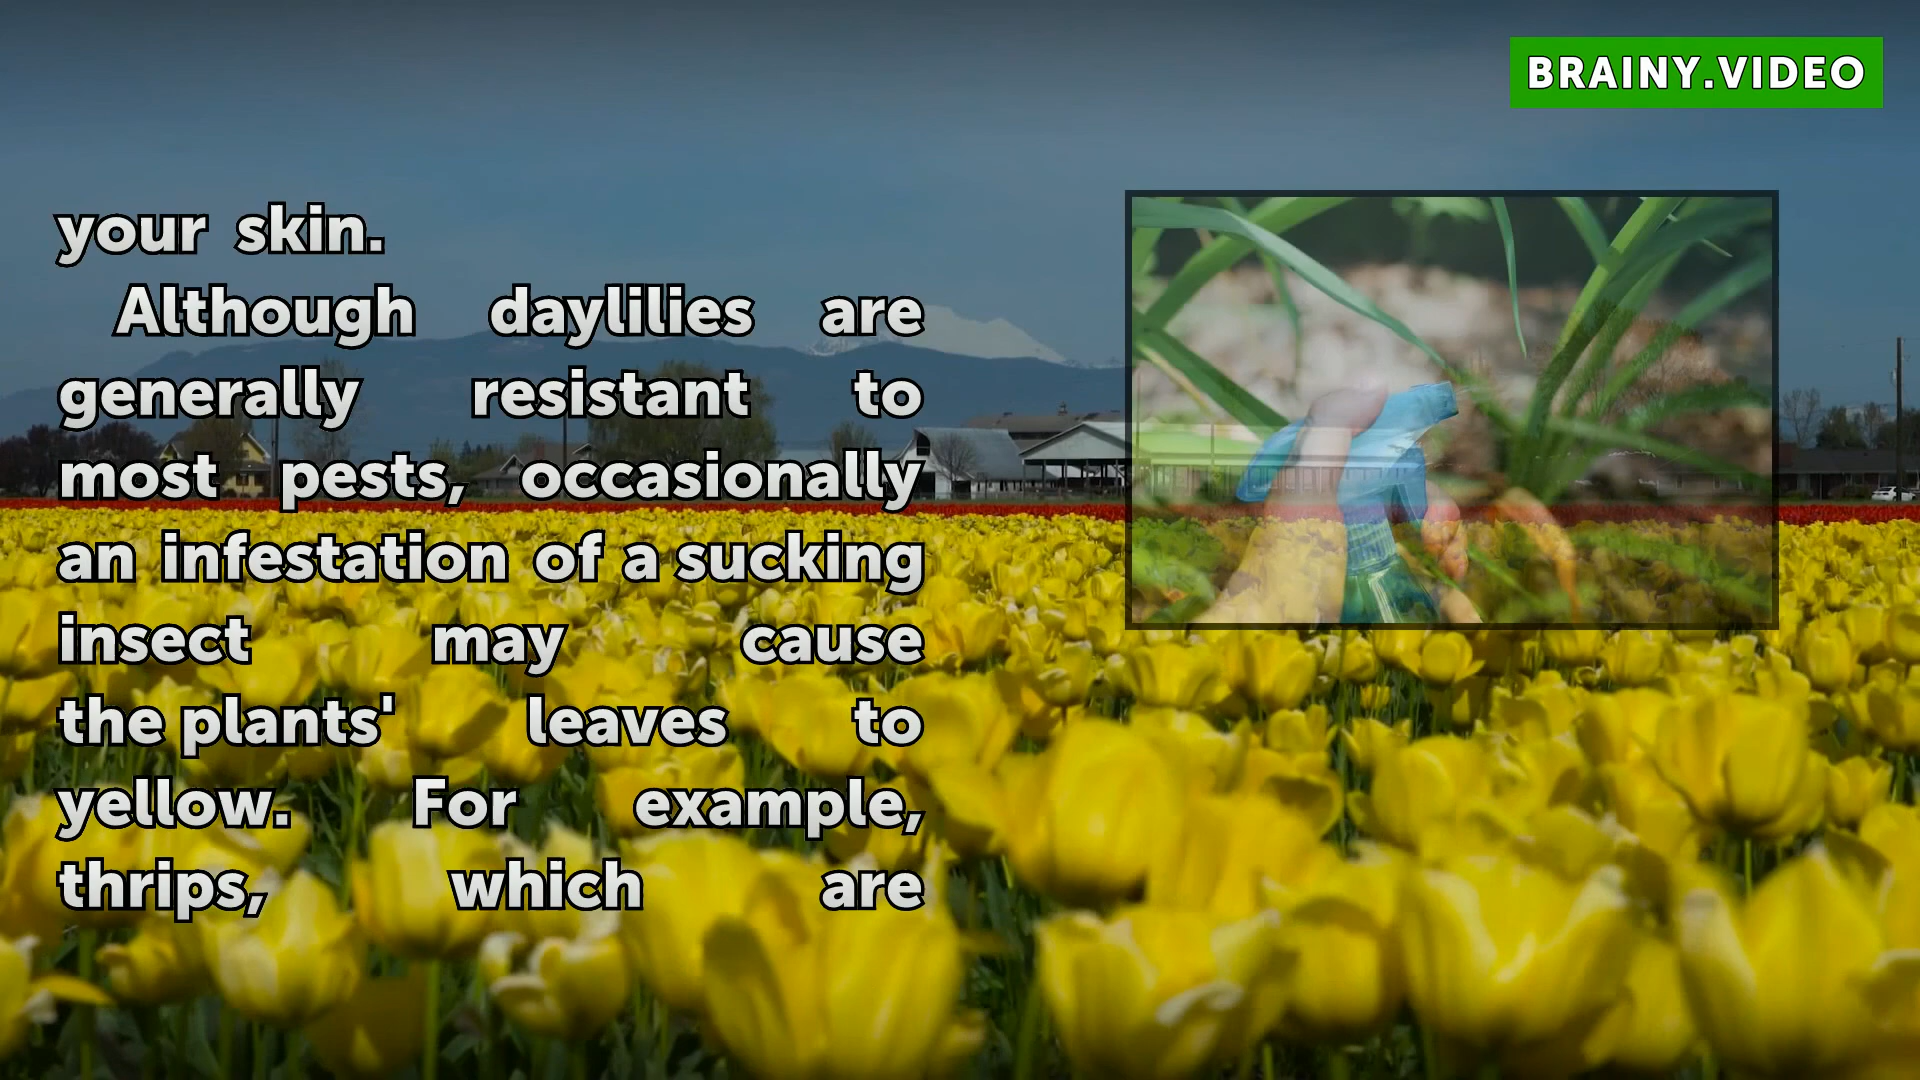 BRAINY.VIDEO
your skin.
Although daylilies are
generally resistant to
most pests, occasionally
an infestation of a sucking
insect may cause
the plants' leaves to
yellow. For example,
thrips, which are